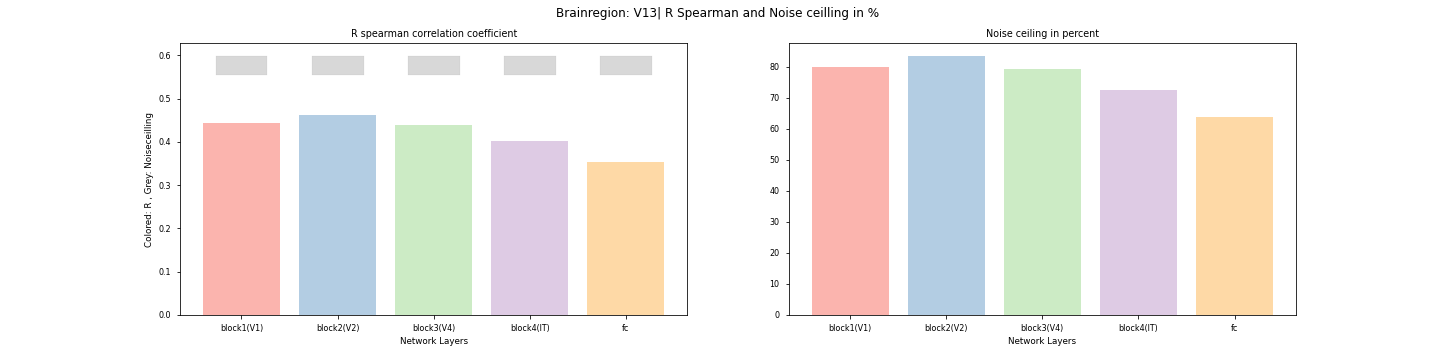 Brainregion: V13| R Spearman and Noise ceilling in %
R spearman correlation coefficient
Colored: R , Grey: Noiseceilling
0.6
0.5
0.4
0.3
0.2
0.1
0.0
block1(V1) block2(V2) block3(V4) block4(IT) fc
Network Layers
Noise ceiling in percent
80
70
60
50
40
30
20
10
0
block1(V1) block2(V2) block3(V4) block4(IT) fc
Network Layers